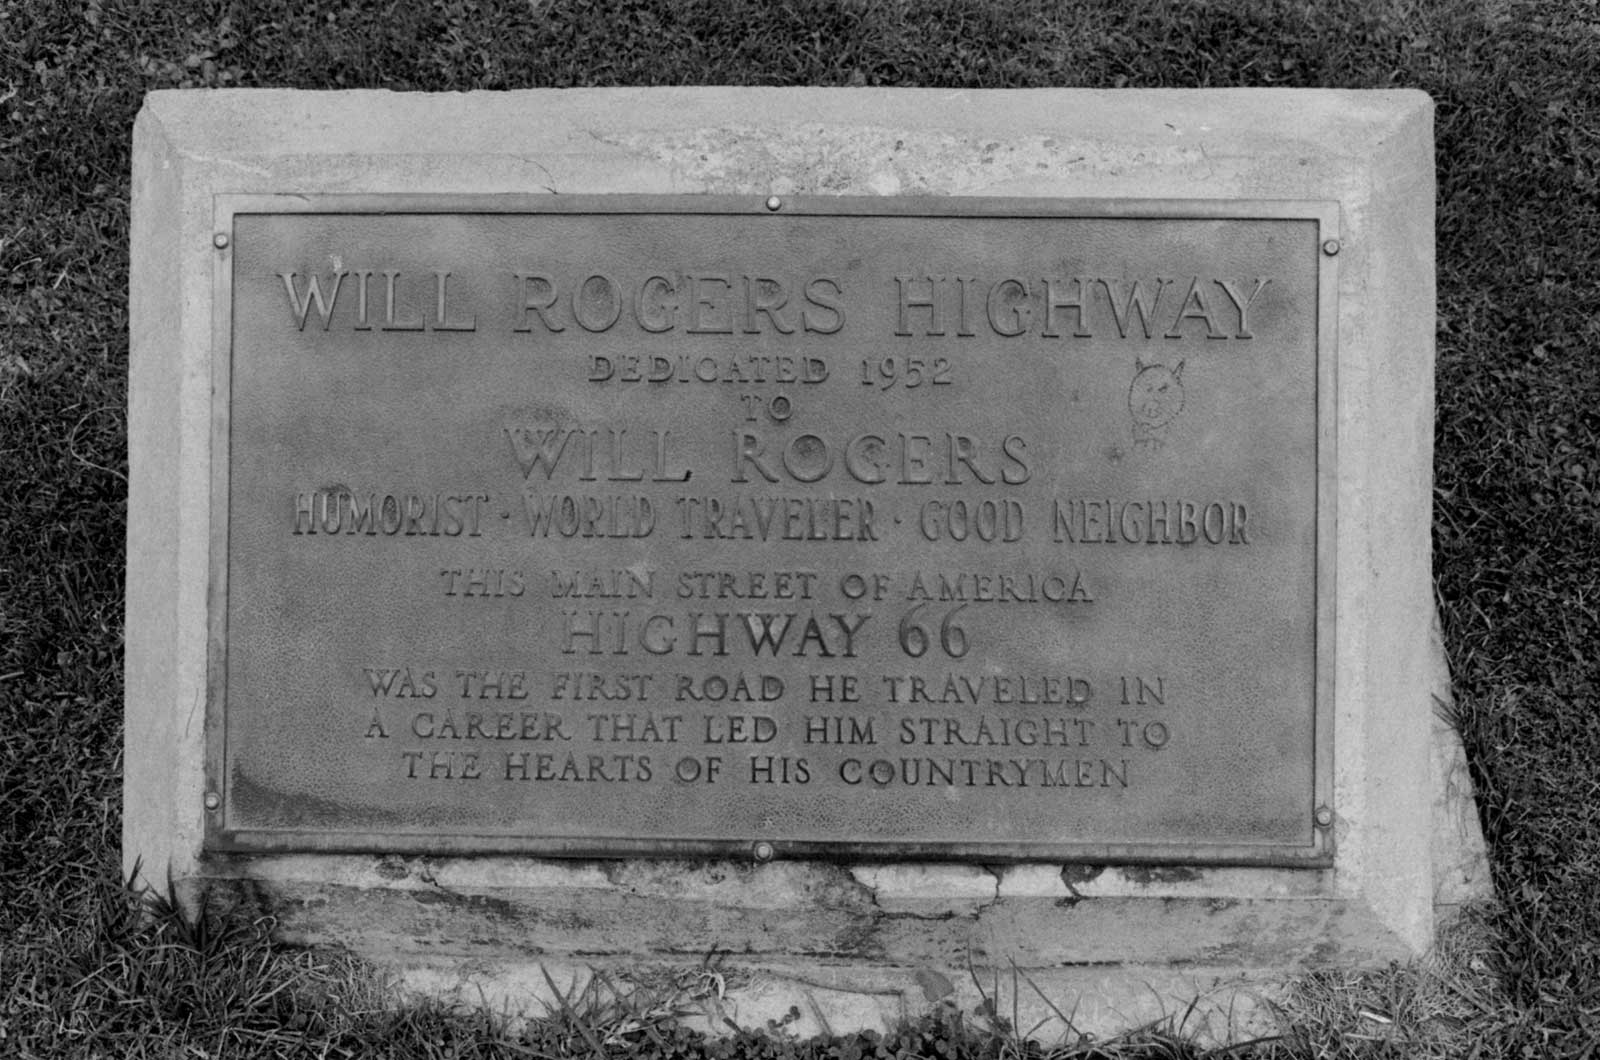 WILL ROGERS HIGHWAY
DEDICATED 1952
TO
WILL ROGERS
HUMORIST · WORLD TRAVELER · GOOD NEIGHBOR
THIS MAIN STREET OF AMERICA
HIGHWAY 66
WAS THE FIRST ROAD HE TRAVELED IN
A CAREER THAT LED HIM STRAIGHT TO
THE HEARTS OF HIS COUNTRYMEN